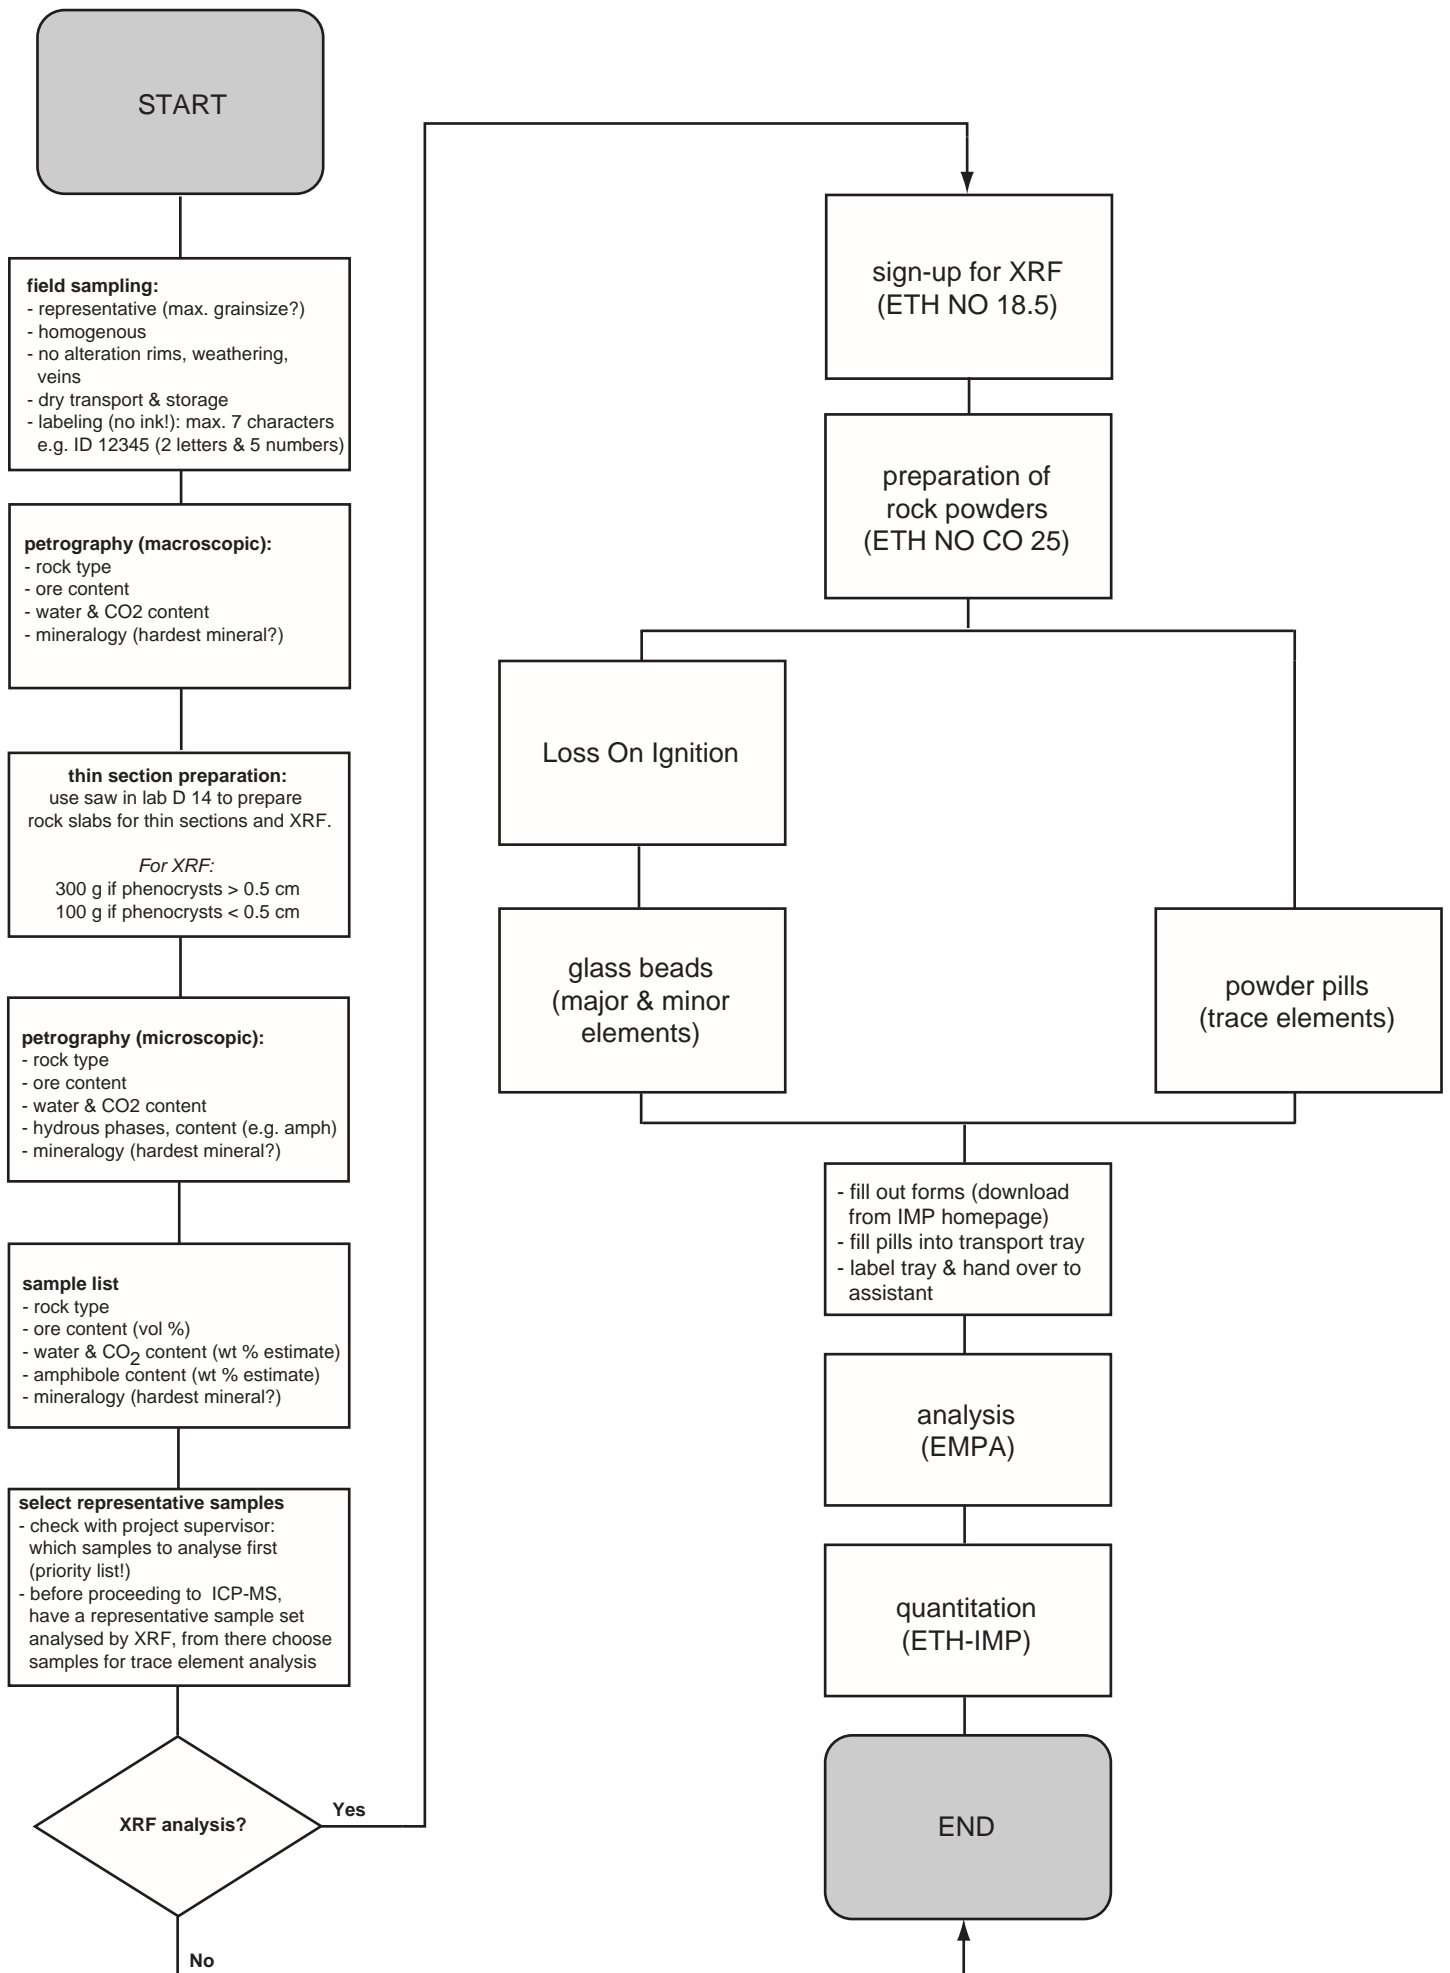 START
field sampling:
- representative (max. grainsize?)
- homogenous
- no alteration rims, weathering,
veins
- dry transport & storage
- labeling (no ink!): max. 7 characters
e.g. ID 12345 (2 letters & 5 numbers)
petrography (macroscopic):
- rock type
- ore content
- water & CO2 content
- mineralogy (hardest mineral?)
thin section preparation:
use saw in lab D 14 to prepare
rock slabs for thin sections and XRF.
For XRF:
300 g if phenocrysts > 0.5 cm
100 g if phenocrysts < 0.5 cm
petrography (microscopic):
- rock type
- ore content
- water & CO2 content
- hydrous phases, content (e.g. amph)
- mineralogy (hardest mineral?)
sample list
- rock type
- ore content (vol %)
- water & CO2 content (wt % estimate)
- amphibole content (wt % estimate)
- mineralogy (hardest mineral?)
select representative samples
- check with project supervisor:
which samples to analyse first
(priority list!)
- before proceeding to ICP-MS,
have a representative sample set
analysed by XRF, from there choose
samples for trace element analysis
XRF analysis?
Yes
No
sign-up for XRF
(ETH NO 18.5)
preparation of
rock powders
(ETH NO CO 25)
Loss On Ignition
glass beads
(major & minor
elements)
powder pills
(trace elements)
- fill out forms (download
from IMP homepage)
- fill pills into transport tray
- label tray & hand over to
assistant
analysis
(EMPA)
quantitation
(ETH-IMP)
END